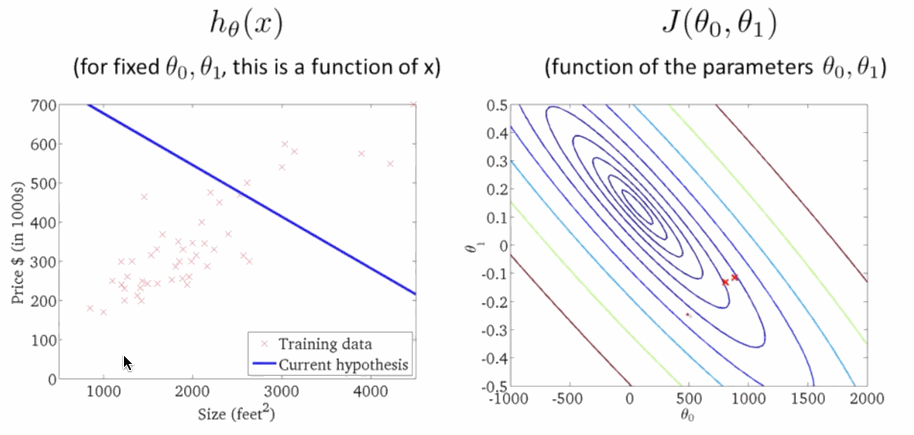 hθ(x)
(for fixed θ0, θ1, this is a function of x)
700
600
500
400
300
200
100
0
Price $ (in 1000s)
1000 2000 3000 4000
Size (feet²)
Training data
Current hypothesis
J(θ0, θ1)
(function of the parameters θ0, θ1)
0.5
0.4
0.3
0.2
0.1
0
-0.1
-0.2
-0.3
-0.4
-0.5
θ1
-1000 -500 0 500 1000 1500 2000
θ0